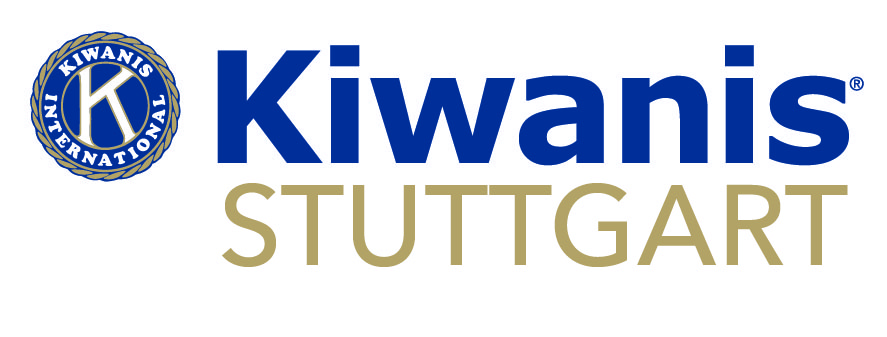 KIWANIS
K
INTERNATIONAL
Kiwanis®
STUTTGART